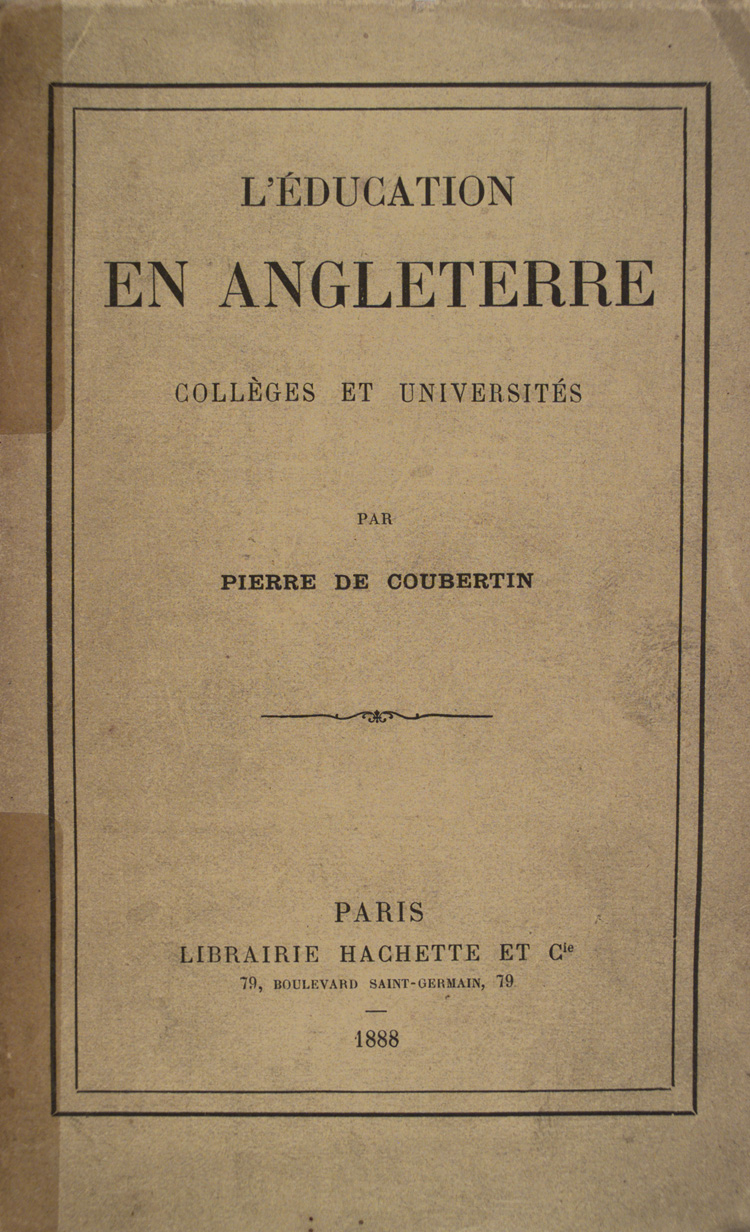 L'ÉDUCATION
EN ANGLETERRE
COLLÈGES ET UNIVERSITÉS
PAR
PIERRE DE COUBERTIN
PARIS
LIBRAIRIE HACHETTE ET Cie
79, BOULEVARD SAINT-GERMAIN, 79
1888